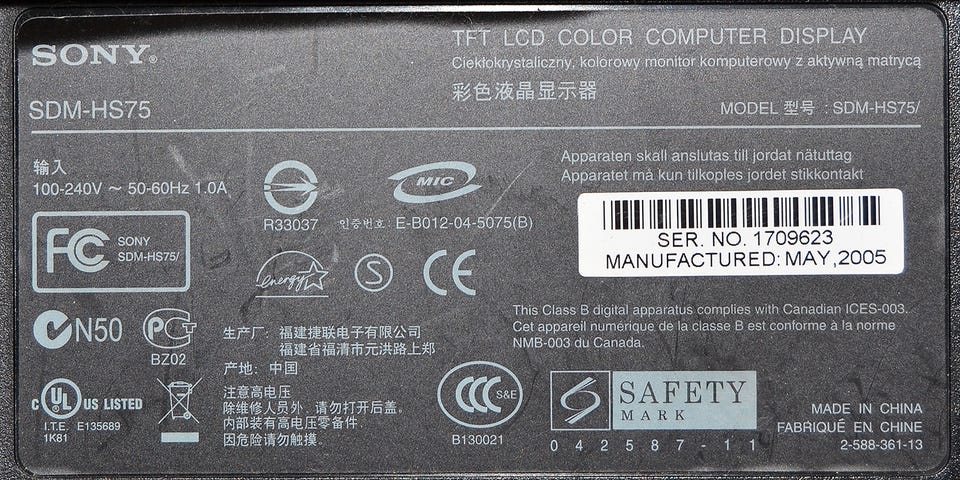 SONY®
TFT LCD COLOR COMPUTER DISPLAY
Ciekłokrystaliczny, kolorowy monitor komputerowy z aktywną matrycą
彩色液晶显示器
SDM-HS75
MODEL 型号 : SDM-HS75/
输入
100-240V ~ 50-60Hz 1.0A
R33037
MIC
인증번호: E-B012-04-5075(B)
Apparaten skall anslutas till jordat nätuttag
Apparatet må kun tilkoples jordet stikkontakt
SER. NO. 1709623
MANUFACTURED: MAY,2005
FC
SONY
SDM-HS75/
energy
S
CE
This Class B digital apparatus complies with Canadian ICES-003.
Cet appareil numérique de la classe B est conforme à la norme
NMB-003 du Canada.
N50
PCT
BZ02
生产厂: 福建捷联电子有限公司
福建省福清市元洪路上郑
产地: 中国
注意高电压
除维修人员外, 请勿打开后盖。
内部装有高电压零备件.
因危险请勿触摸.
C UL US LISTED
I.T.E. E135689
1K81
CCC S&E
B130021
SAFETY
MARK
042587-11
MADE IN CHINA
FABRIQUÉ EN CHINE
2-588-361-13